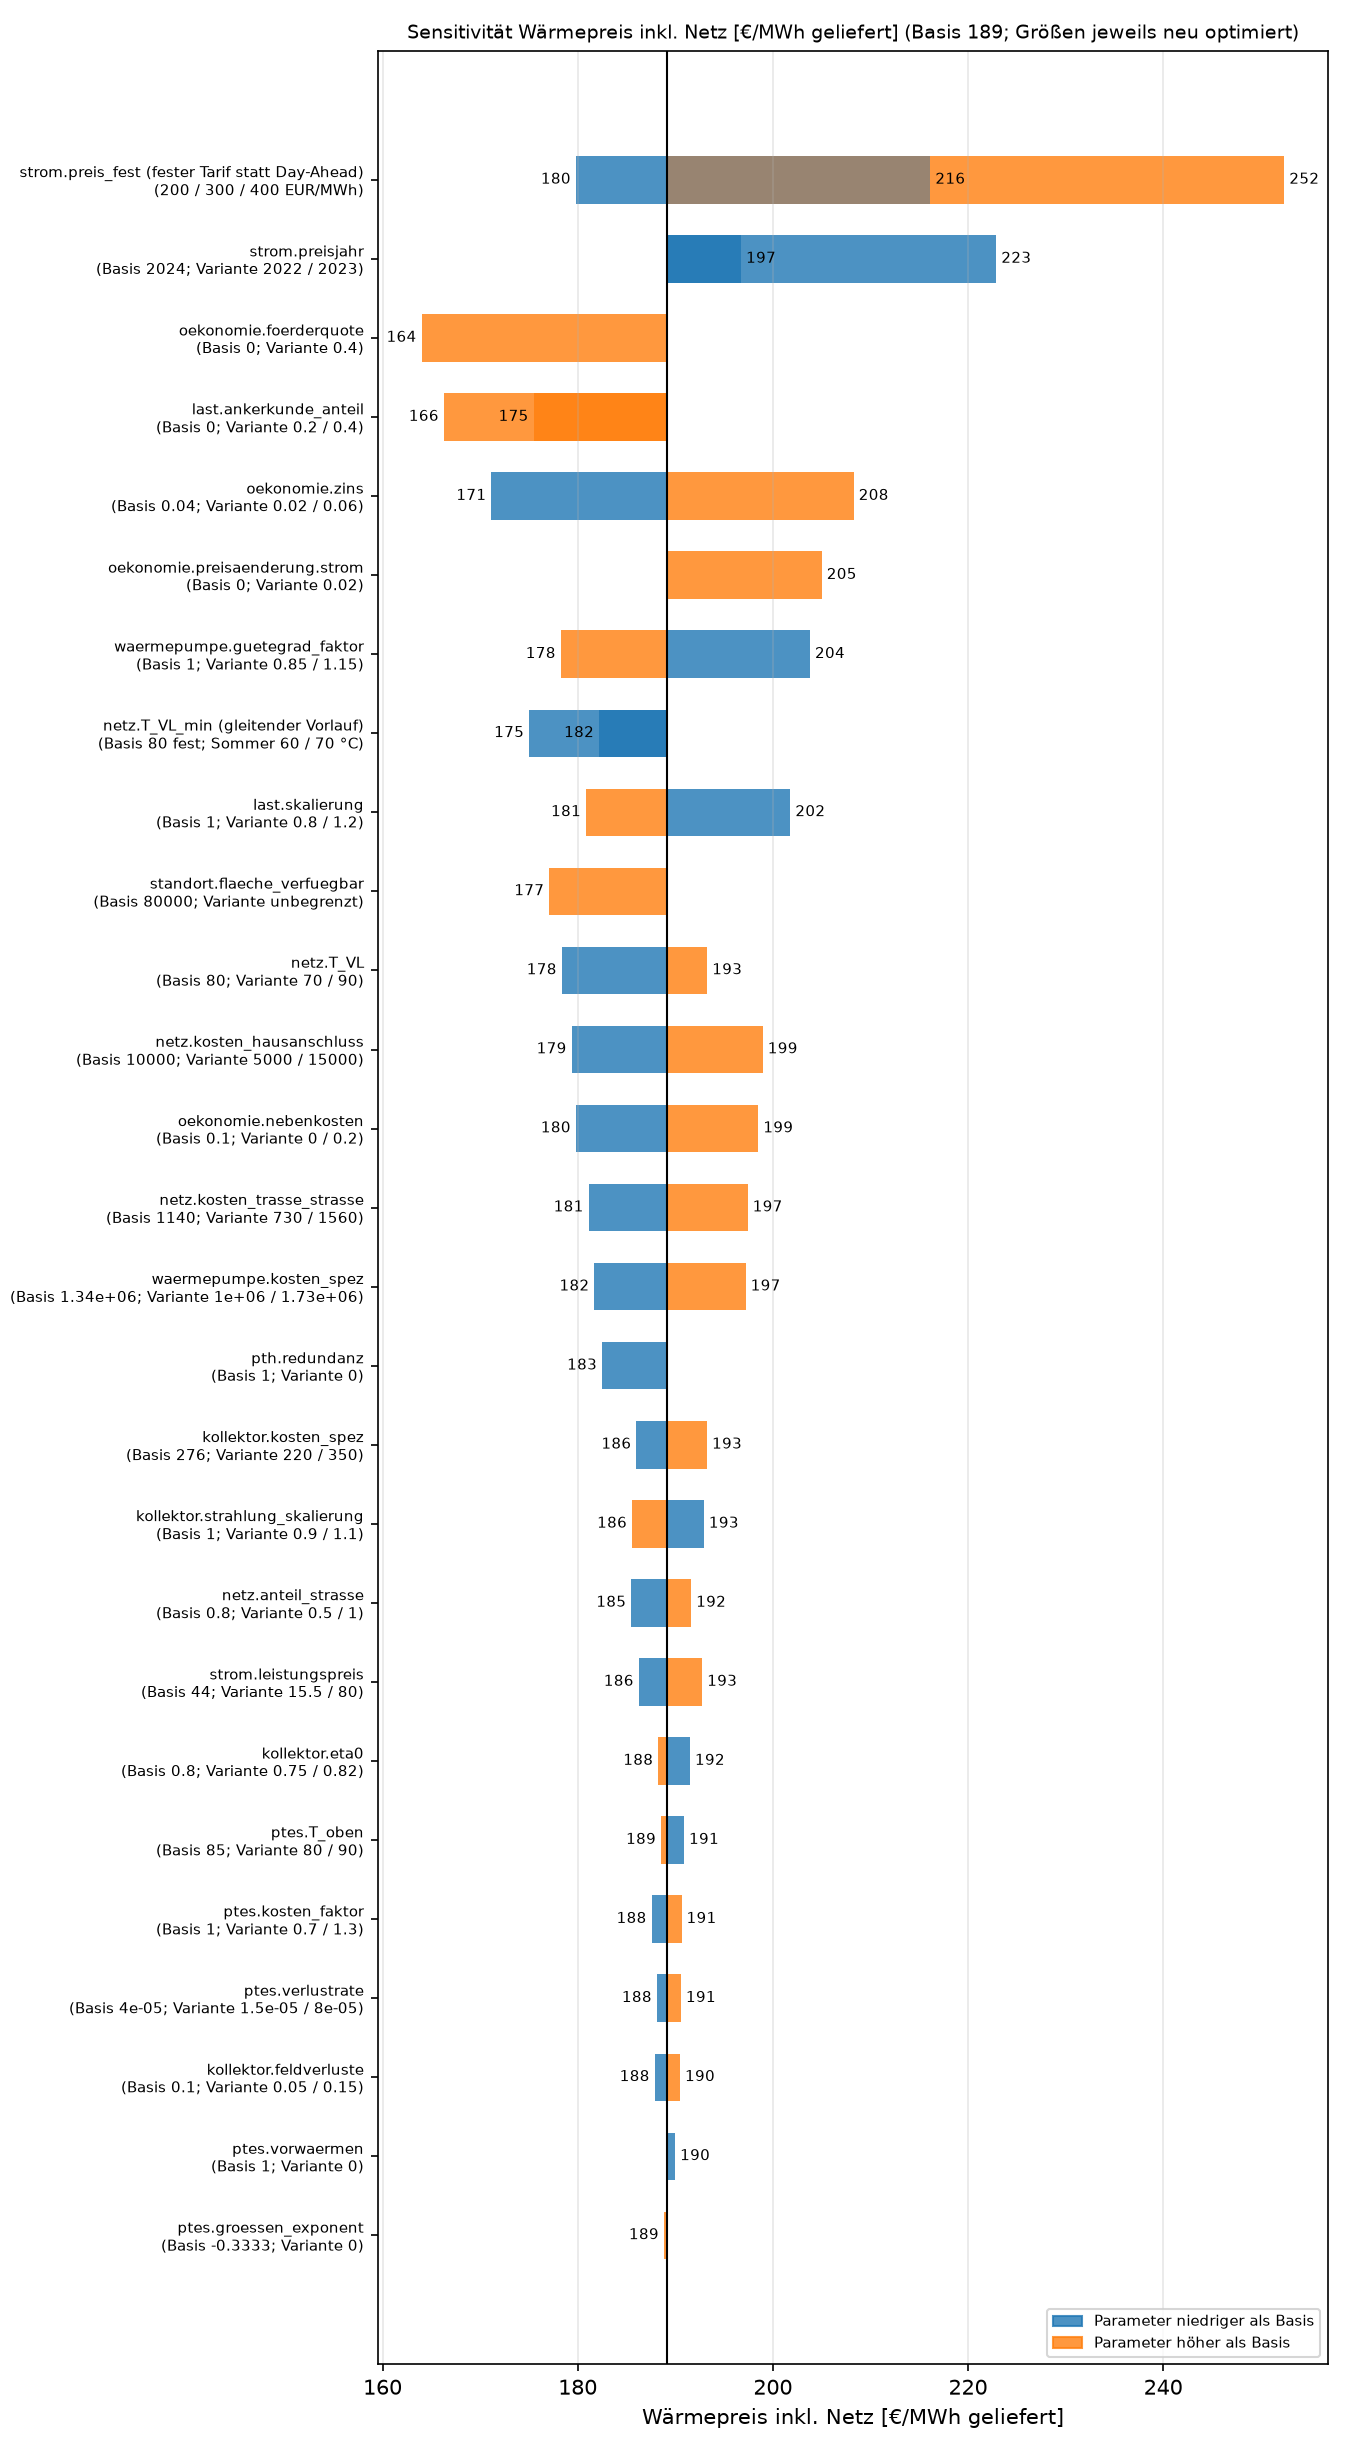 Sensitivität Wärmepreis inkl. Netz [€/MWh geliefert] (Basis 189; Größen jeweils neu optimiert)
strom.preis_fest (fester Tarif statt Day-Ahead)
(200 / 300 / 400 EUR/MWh)
180
216
252
strom.preisjahr
(Basis 2024; Variante 2022 / 2023)
197
223
oekonomie.foerderquote
(Basis 0; Variante 0.4)
164
last.ankerkunde_anteil
(Basis 0; Variante 0.2 / 0.4)
166
175
oekonomie.zins
(Basis 0.04; Variante 0.02 / 0.06)
171
208
oekonomie.preisaenderung.strom
(Basis 0; Variante 0.02)
205
waermepumpe.guetegrad_faktor
(Basis 1; Variante 0.85 / 1.15)
178
204
netz.T_VL_min (gleitender Vorlauf)
(Basis 80 fest; Sommer 60 / 70 °C)
175
182
last.skalierung
(Basis 1; Variante 0.8 / 1.2)
181
202
standort.flaeche_verfuegbar
(Basis 80000; Variante unbegrenzt)
177
netz.T_VL
(Basis 80; Variante 70 / 90)
178
193
netz.kosten_hausanschluss
(Basis 10000; Variante 5000 / 15000)
179
199
oekonomie.nebenkosten
(Basis 0.1; Variante 0 / 0.2)
180
199
netz.kosten_trasse_strasse
(Basis 1140; Variante 730 / 1560)
181
197
waermepumpe.kosten_spez
(Basis 1.34e+06; Variante 1e+06 / 1.73e+06)
182
197
pth.redundanz
(Basis 1; Variante 0)
183
kollektor.kosten_spez
(Basis 276; Variante 220 / 350)
186
193
kollektor.strahlung_skalierung
(Basis 1; Variante 0.9 / 1.1)
186
193
netz.anteil_strasse
(Basis 0.8; Variante 0.5 / 1)
185
192
strom.leistungspreis
(Basis 44; Variante 15.5 / 80)
186
193
kollektor.eta0
(Basis 0.8; Variante 0.75 / 0.82)
188
192
ptes.T_oben
(Basis 85; Variante 80 / 90)
189
191
ptes.kosten_faktor
(Basis 1; Variante 0.7 / 1.3)
188
191
ptes.verlustrate
(Basis 4e-05; Variante 1.5e-05 / 8e-05)
188
191
kollektor.feldverluste
(Basis 0.1; Variante 0.05 / 0.15)
188
190
ptes.vorwaermen
(Basis 1; Variante 0)
190
ptes.groessen_exponent
(Basis -0.3333; Variante 0)
189
Parameter niedriger als Basis
Parameter höher als Basis
160
180
200
220
240
Wärmepreis inkl. Netz [€/MWh geliefert]